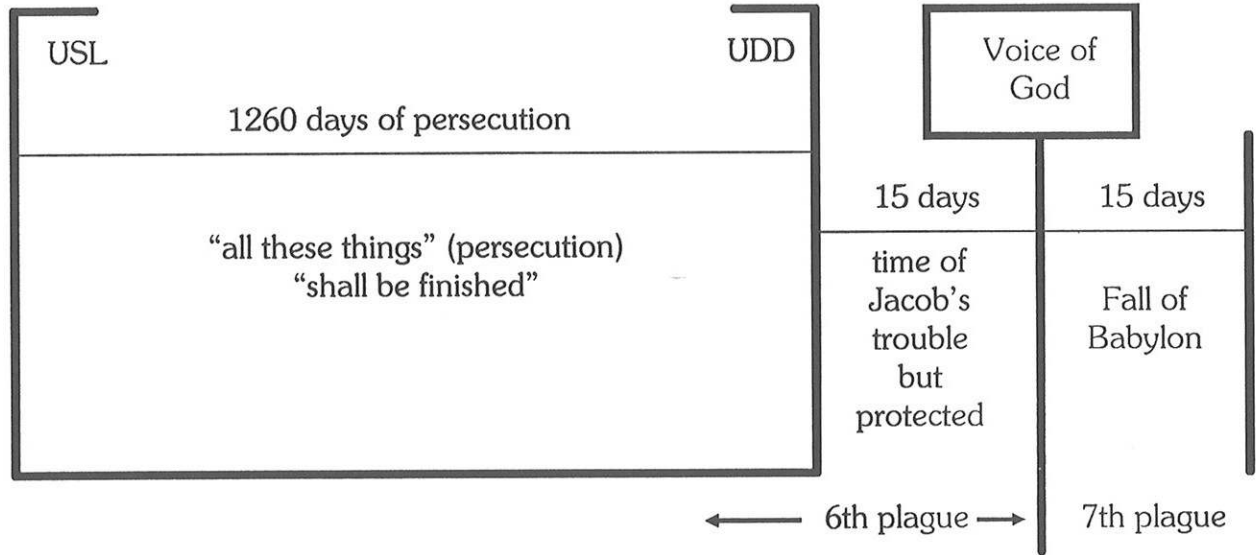 USL
UDD
1260 days of persecution
“all these things” (persecution)
“shall be finished”
Voice of
God
15 days
time of
Jacob’s
trouble
but
protected
15 days
Fall of
Babylon
6th plague
7th plague